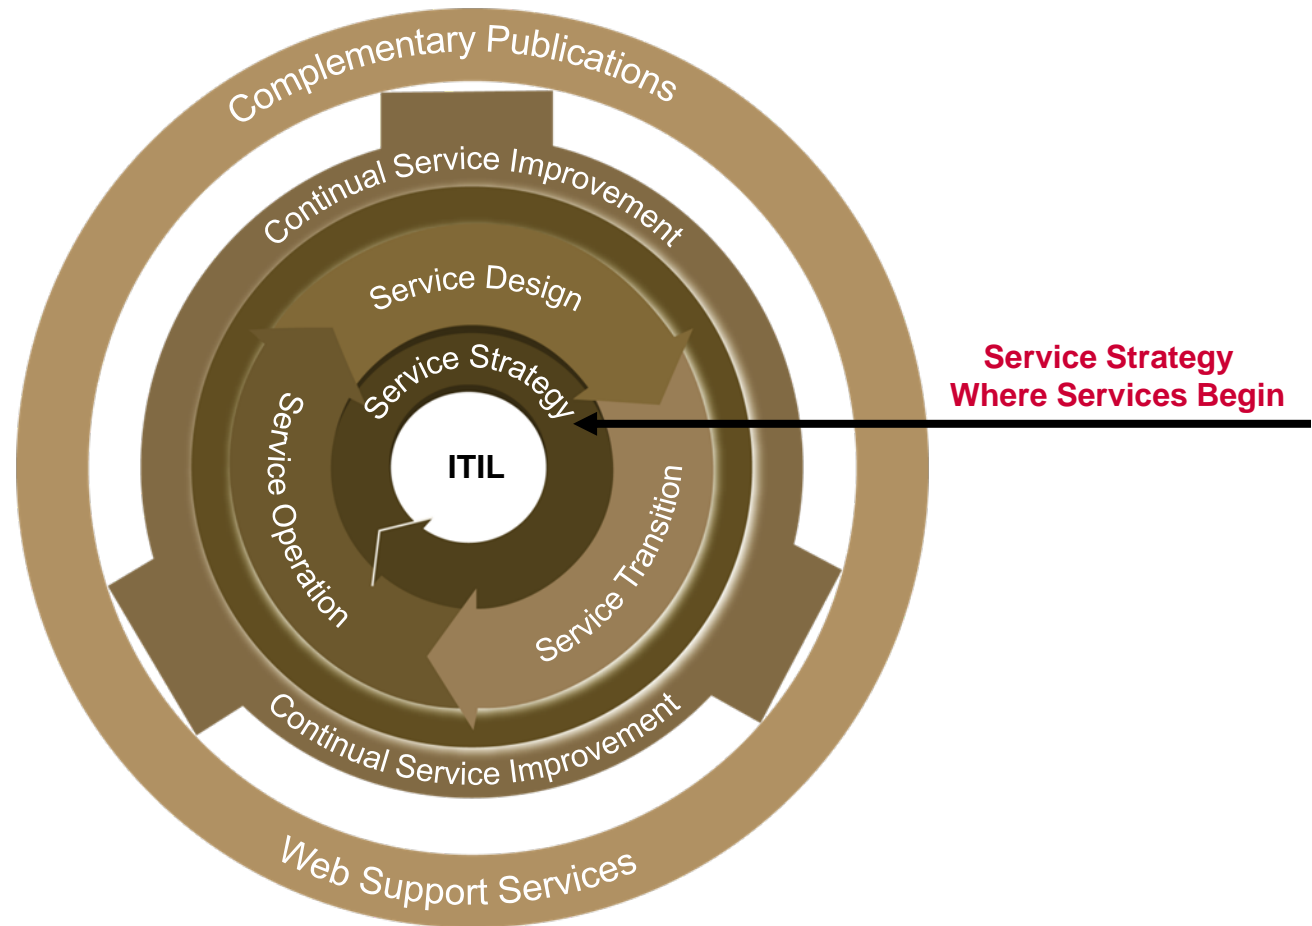 Complementary Publications
Continual Service Improvement
Service Design
Service Strategy
Service Strategy
Where Services Begin
ITIL
Service Operation
Service Transition
Continual Service Improvement
Web Support Services